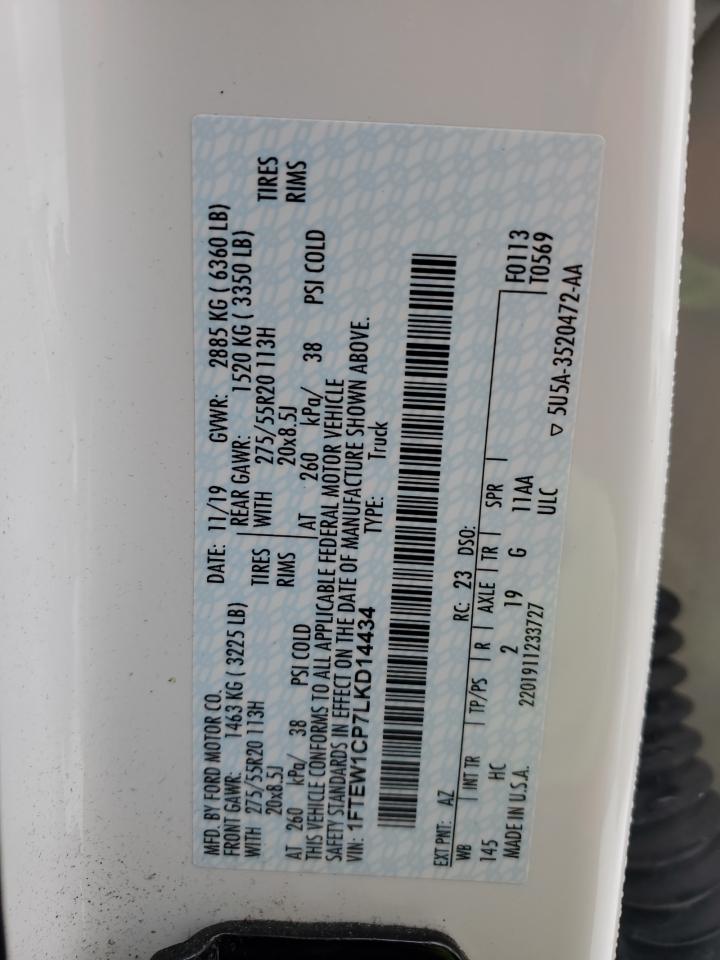 MFD. BY FORD MOTOR CO. DATE: 11/19 GVWR: 2885 KG ( 6360 LB)
FRONT GAWR: 1463 KG ( 3225 LB) REAR GAWR: 1520 KG ( 3350 LB)
WITH 275/55R20 113H TIRES WITH 275/55R20 113H TIRES
20x8.5J RIMS 20x8.5J RIMS
AT 260 kPa/ 38 PSI COLD AT 260 kPa/ 38 PSI COLD
THIS VEHICLE CONFORMS TO ALL APPLICABLE FEDERAL MOTOR VEHICLE
SAFETY STANDARDS IN EFFECT ON THE DATE OF MANUFACTURE SHOWN ABOVE.
VIN: 1FTEW1CP7LKD14434 TYPE: Truck
EXT PNT: AZ RC: 23 DSO: F0113
WB INT TR TP/PS R AXLE TR SPR T0569
145 HC 2 19 G 11AA
MADE IN U.S.A. 2201911233727 ULC ▽ 5U5A-3520472-AA